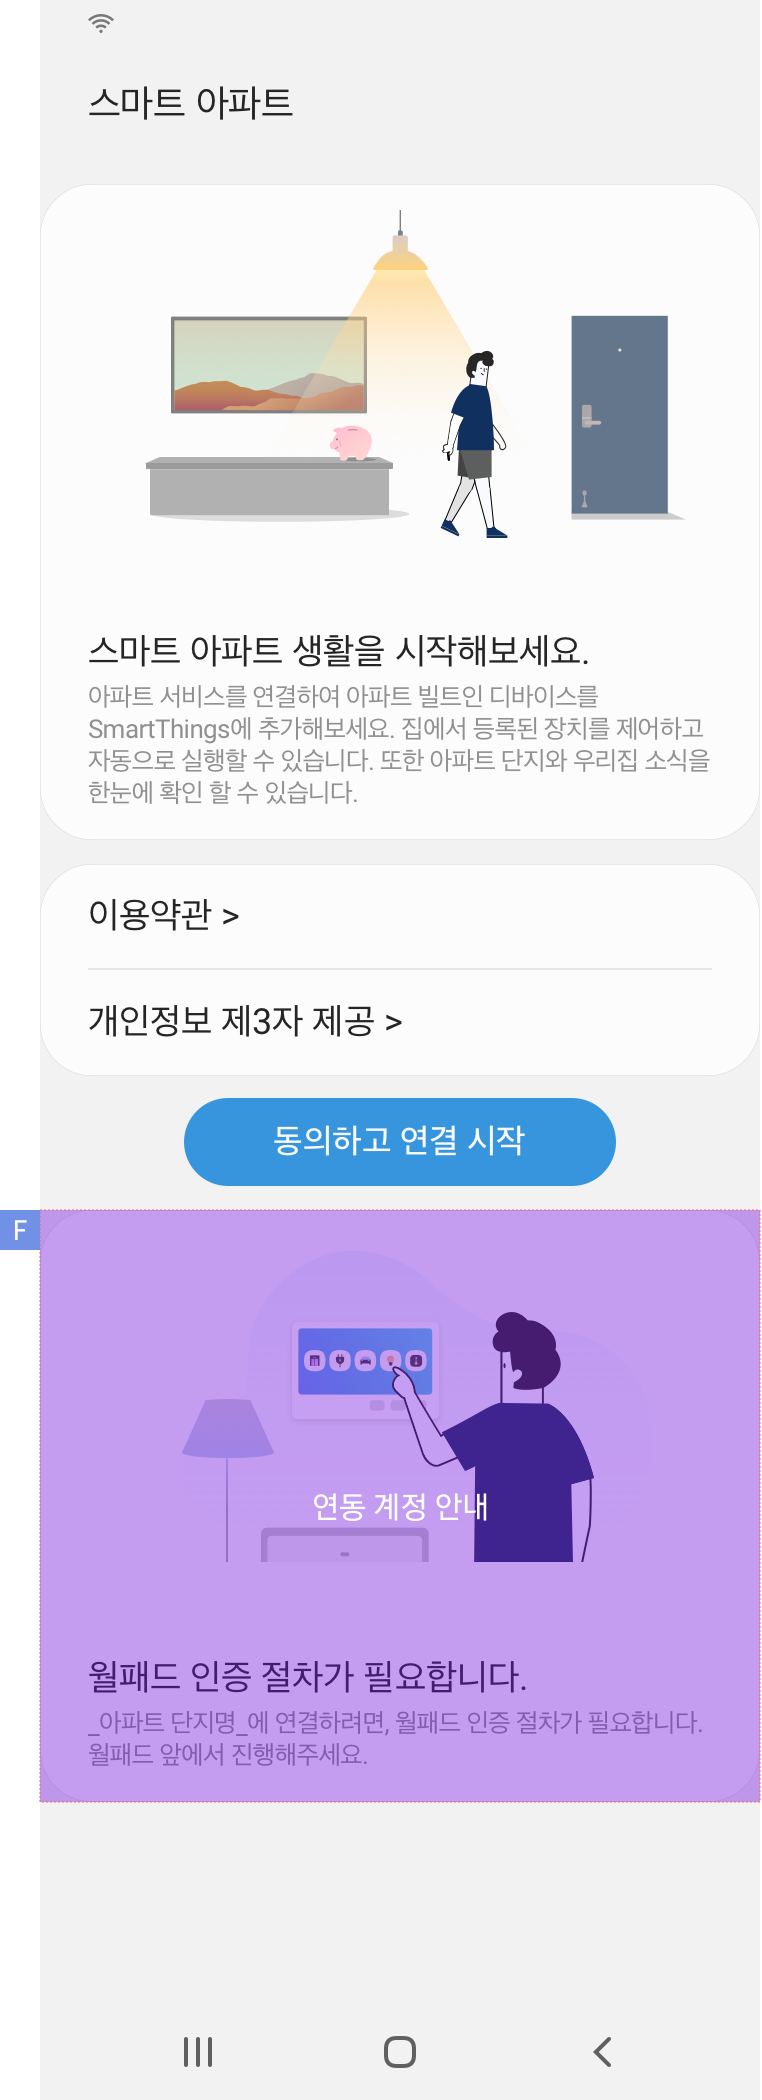 스마트 아파트
스마트 아파트 생활을 시작해보세요.
아파트 서비스를 연결하여 아파트 빌트인 디바이스를
SmartThings에 추가해보세요. 집에서 등록된 장치를 제어하고
자동으로 실행할 수 있습니다. 또한 아파트 단지와 우리집 소식을
한눈에 확인 할 수 있습니다.
이용약관 >
개인정보 제3자 제공 >
동의하고 연결 시작
F
연동 계정 안내
월패드 인증 절차가 필요합니다.
_아파트 단지명_에 연결하려면, 월패드 인증 절차가 필요합니다.
월패드 앞에서 진행해주세요.